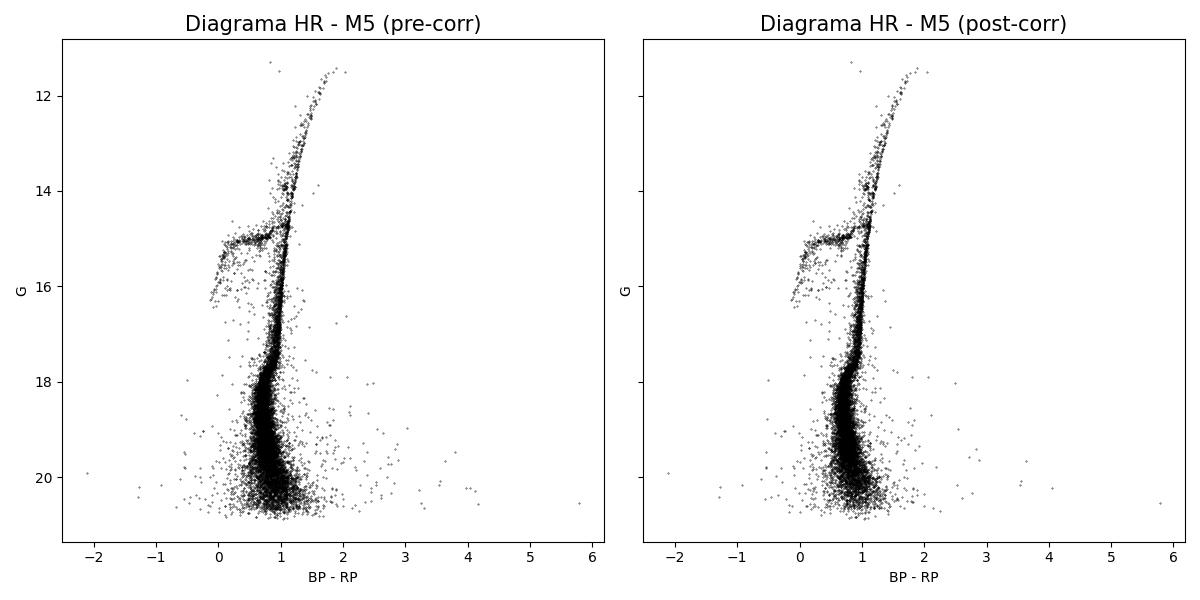 Diagrama HR - M5 (pre-corr)
Diagrama HR - M5 (post-corr)
G
12
14
16
18
20
−2 −1 0 1 2 3 4 5 6
BP - RP
G
−2 −1 0 1 2 3 4 5 6
BP - RP